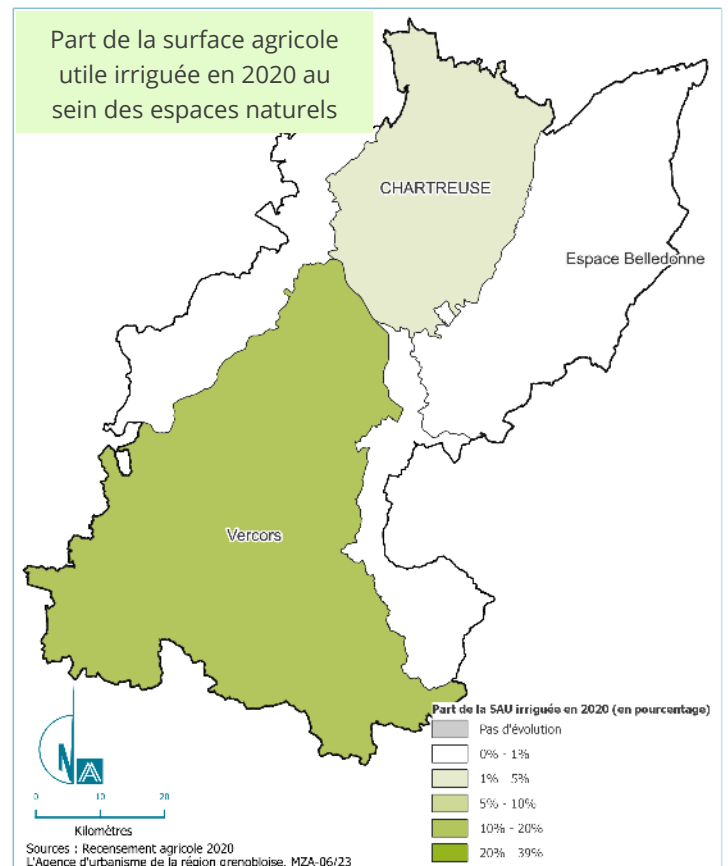 Part de la surface agricole
utile irriguée en 2020 au
sein des espaces naturels
CHARTREUSE
Espace Belledonne
Vercors
Part de la SAU irriguée en 2020 (en pourcentage)
Pas d'évolution
0% - 1%
1% 5%
5% - 10%
10% - 20%
20% 39%
N
0 10 20
Kilomètres
Sources : Recensement agricole 2020
L'Agence d'urbanisme de la région grenobloise, MZA-06/23